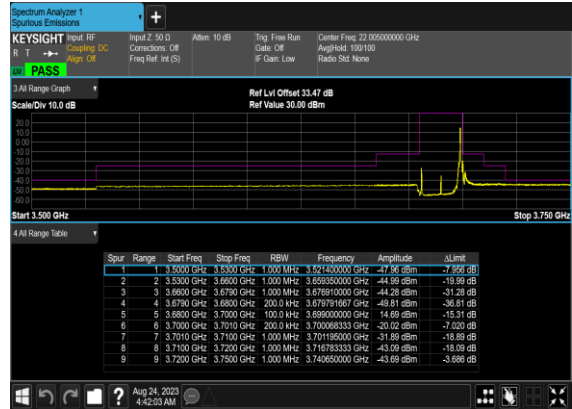 Spectrum Analyzer 1
Spurious Emissions
KEYSIGHT Input: RF Input Z: 50 Ω Atten: 10 dB Trig: Free Run Center Freq: 22.005000000 GHz
R T Coupling: DC Corrections: Off Gate: Off Avg|Hold: 100/100
Align: Off Freq Ref: Int (S) IF Gain: Low Radio Std: None
PASS
3 All Range Graph
Ref Lvl Offset 33.47 dB
Scale/Div 10.0 dB Ref Value 30.00 dBm
20.0
10.0
0.00
-10.0
-20.0
-30.0
-40.0
-50.0
-60.0
Start 3.500 GHz Stop 3.750 GHz
4 All Range Table
Spur Range Start Freq Stop Freq RBW Frequency Amplitude ΔLimit
1 1 3.5000 GHz 3.5300 GHz 1.000 MHz 3.521400000 GHz -47.96 dBm -7.956 dB
2 2 3.5300 GHz 3.6600 GHz 1.000 MHz 3.659350000 GHz -44.99 dBm -19.99 dB
3 3 3.6600 GHz 3.6790 GHz 1.000 MHz 3.676910000 GHz -44.28 dBm -31.28 dB
4 4 3.6790 GHz 3.6800 GHz 200.0 kHz 3.679791667 GHz -49.81 dBm -36.81 dB
5 5 3.6800 GHz 3.7000 GHz 100.0 kHz 3.699000000 GHz 14.69 dBm -15.31 dB
6 6 3.7000 GHz 3.7010 GHz 200.0 kHz 3.700068333 GHz -20.02 dBm -7.020 dB
7 7 3.7010 GHz 3.7100 GHz 1.000 MHz 3.701195000 GHz -31.89 dBm -18.89 dB
8 8 3.7100 GHz 3.7200 GHz 1.000 MHz 3.716783333 GHz -43.09 dBm -18.09 dB
9 9 3.7200 GHz 3.7500 GHz 1.000 MHz 3.740650000 GHz -43.69 dBm -3.686 dB
? Aug 24, 2023
4:42:03 AM